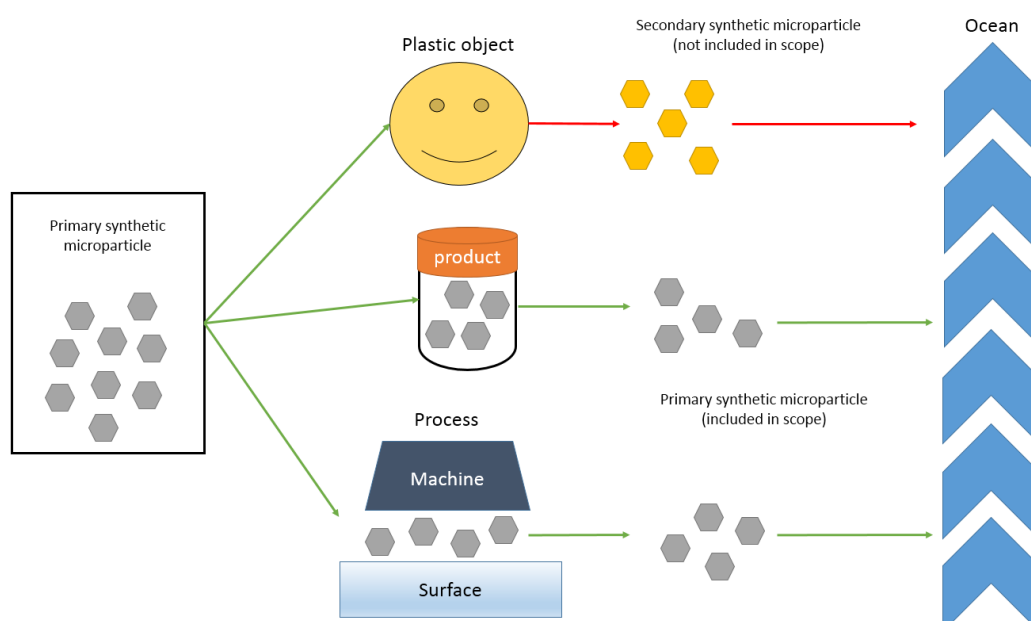 Secondary synthetic microparticle
(not included in scope)
Ocean
Plastic object
Primary synthetic
microparticle
product
Primary synthetic microparticle
(included in scope)
Process
Machine
Surface